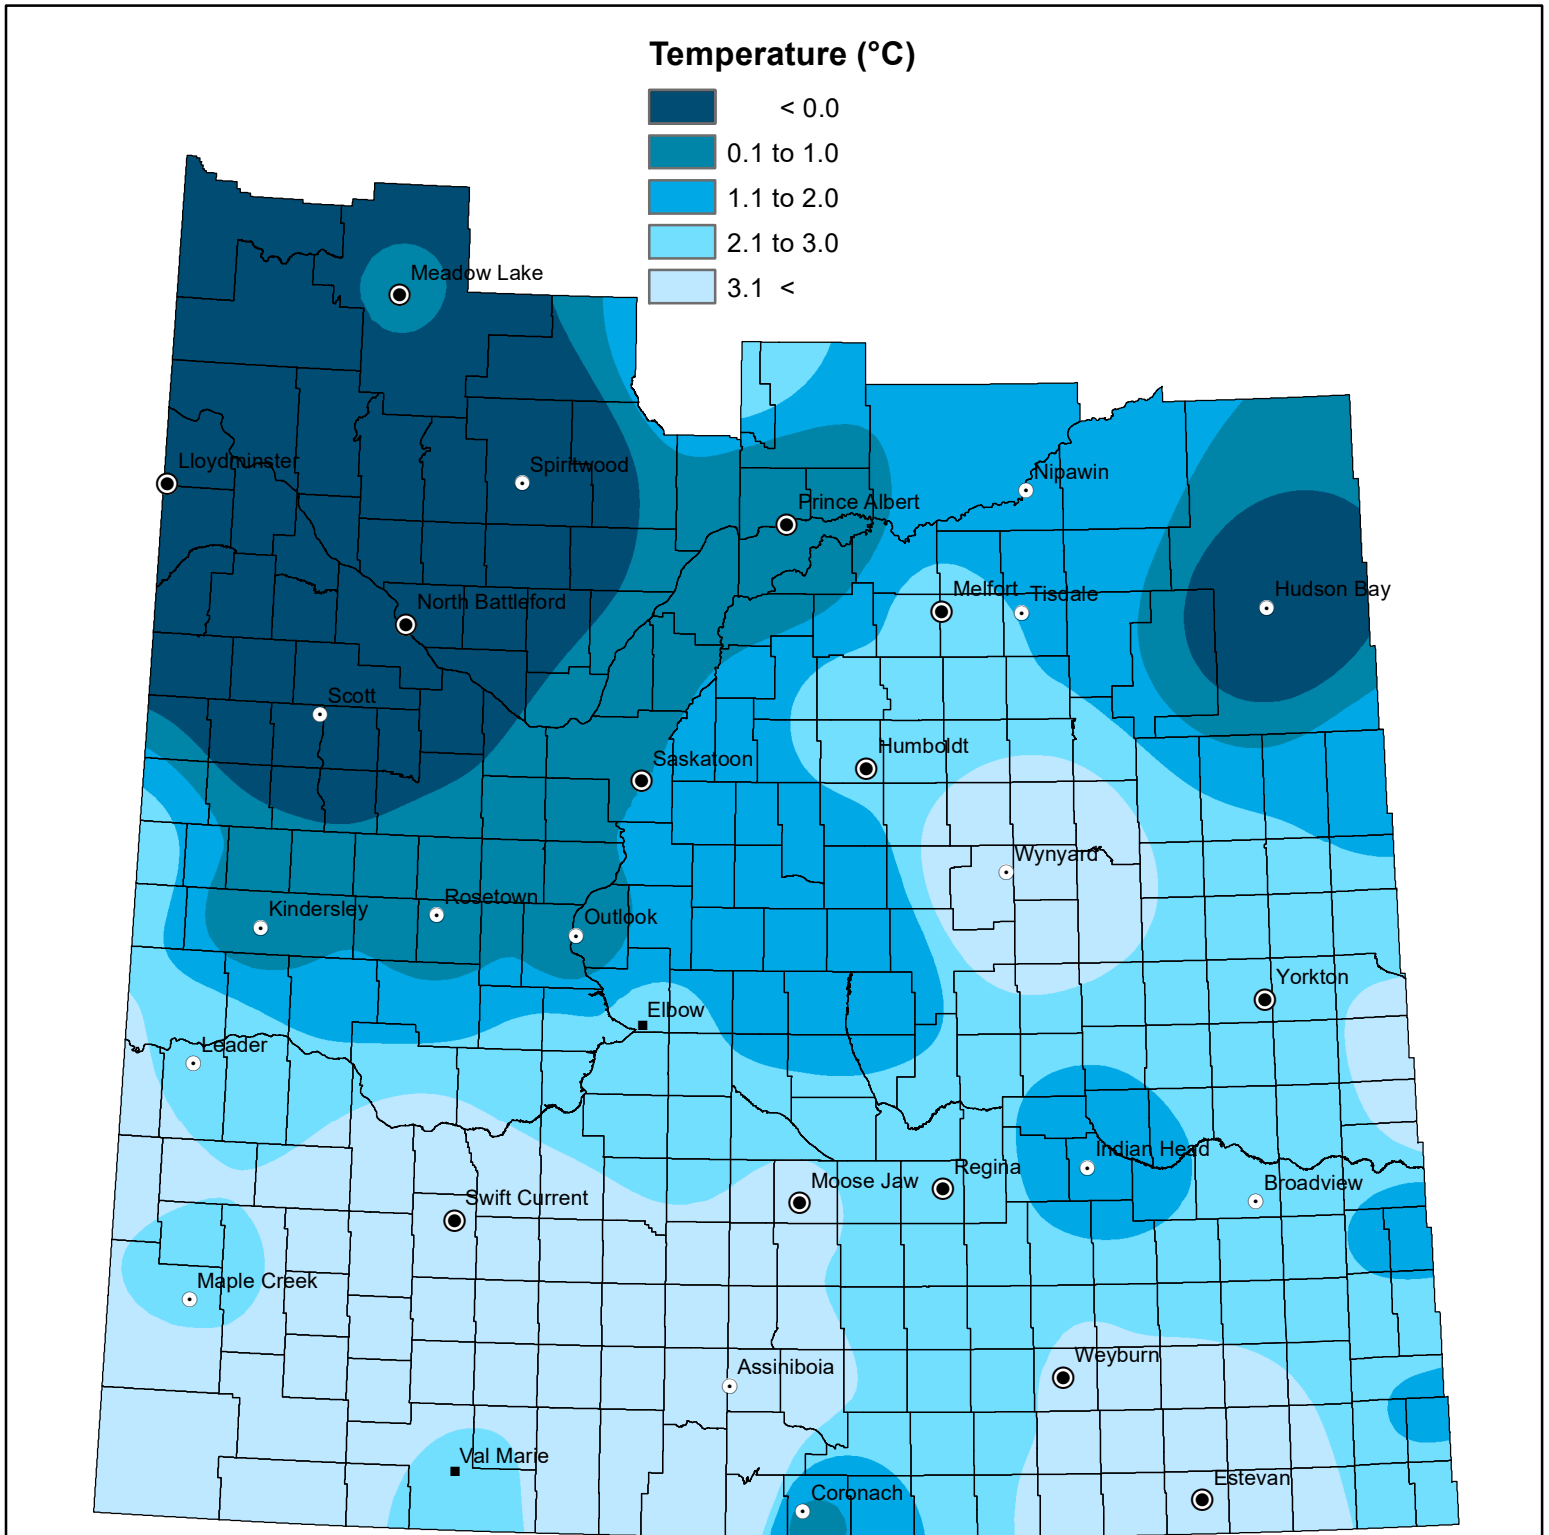 Temperature (°C)
< 0.0
0.1 to 1.0
1.1 to 2.0
2.1 to 3.0
3.1 <
Meadow Lake
Lloydminster
Spiritwood
Nipawin
Prince Albert
Hudson Bay
Melfort
Tisdale
North Battleford
Scott
Humboldt
Saskatoon
Wynyard
Rosetown
Kindersley
Outlook
Yorkton
Elbow
Leader
Indian Head
Regina
Moose Jaw
Broadview
Swift Current
Maple Creek
Weyburn
Assiniboia
Val Marie
Estevan
Coronach